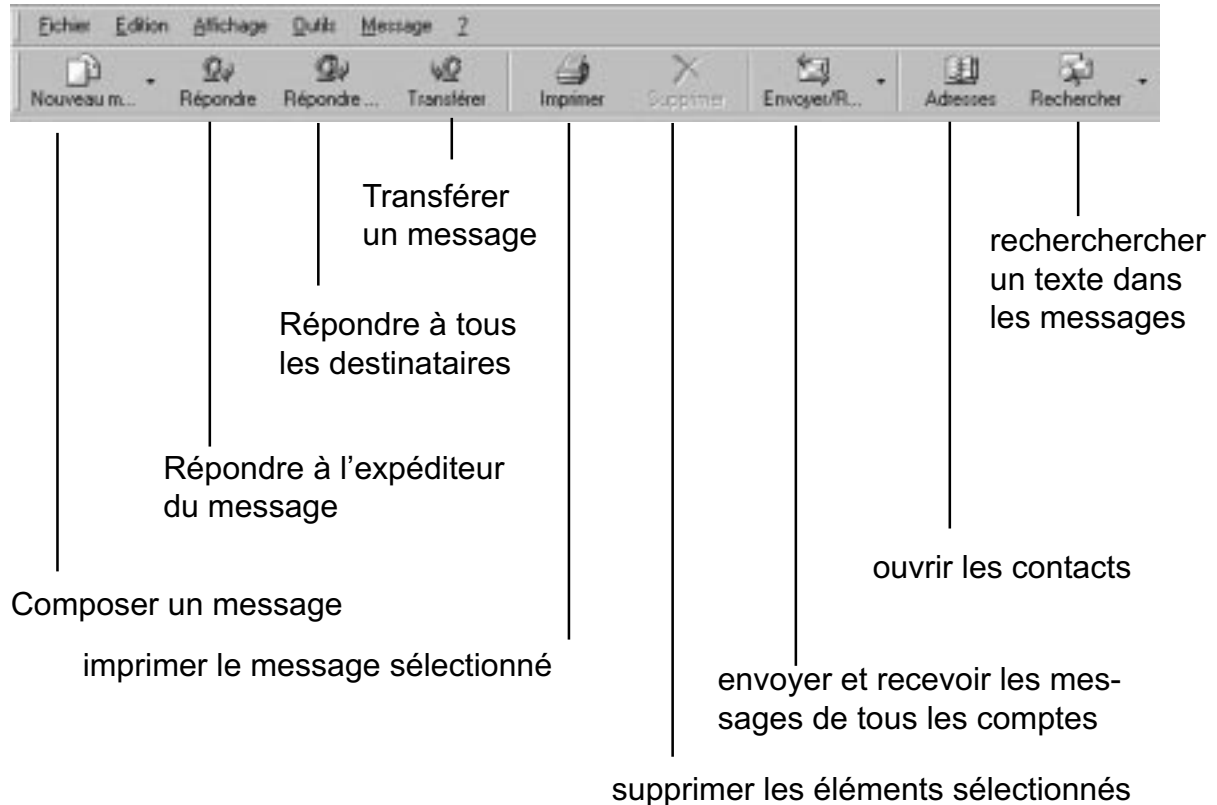 Fichier Edition Affichage Outils Message ?
Nouveau m... Répondre Répondre ... Transférer Imprimer Supprimer Envoyer/R... Adresses Rechercher
Transférer
un message
recherchercher
un texte dans
les messages
Répondre à tous
les destinataires
Répondre à l’expéditeur
du message
ouvrir les contacts
Composer un message
imprimer le message sélectionné
envoyer et recevoir les mes-
sages de tous les comptes
supprimer les éléments sélectionnés